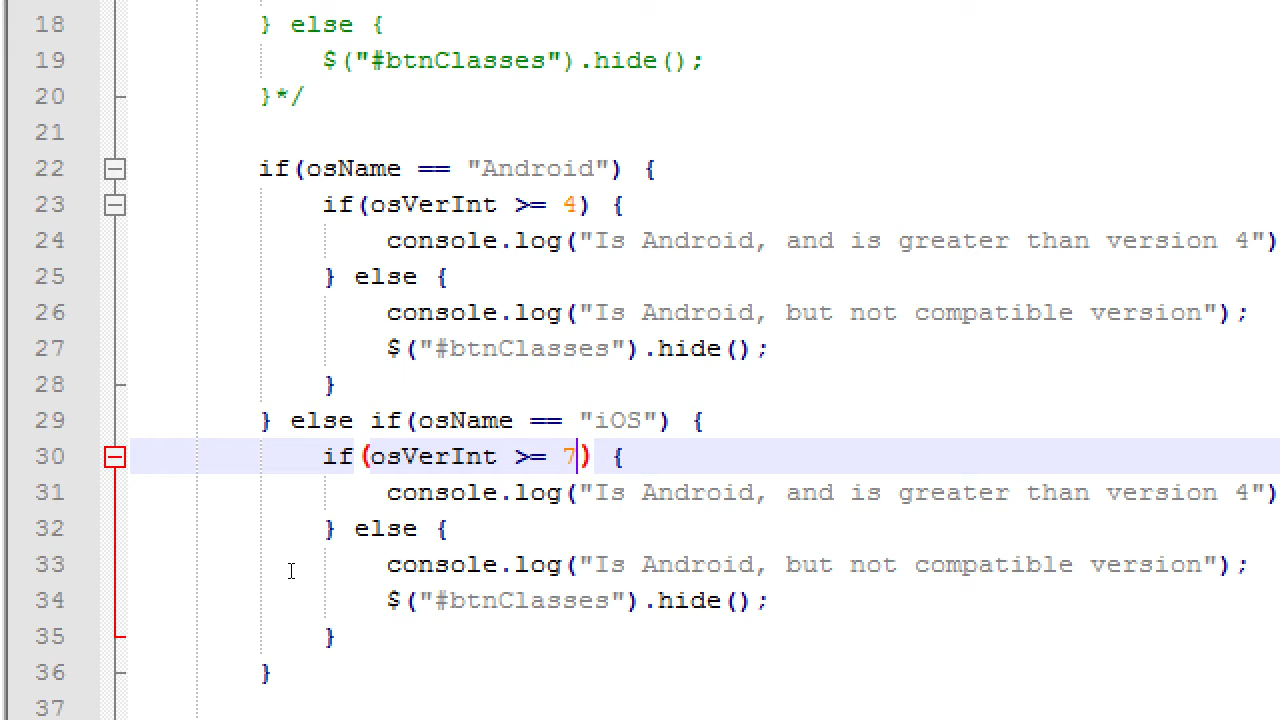 18 } else {
19 $("#btnClasses").hide();
20 }*/
21
22 if(osName == "Android") {
23 if(osVerInt >= 4) {
24 console.log("Is Android, and is greater than version 4")
25 } else {
26 console.log("Is Android, but not compatible version");
27 $("#btnClasses").hide();
28 }
29 } else if(osName == "iOS") {
30 if(osVerInt >= 7) {
31 console.log("Is Android, and is greater than version 4")
32 } else {
33 console.log("Is Android, but not compatible version");
34 $("#btnClasses").hide();
35 }
36 }
37